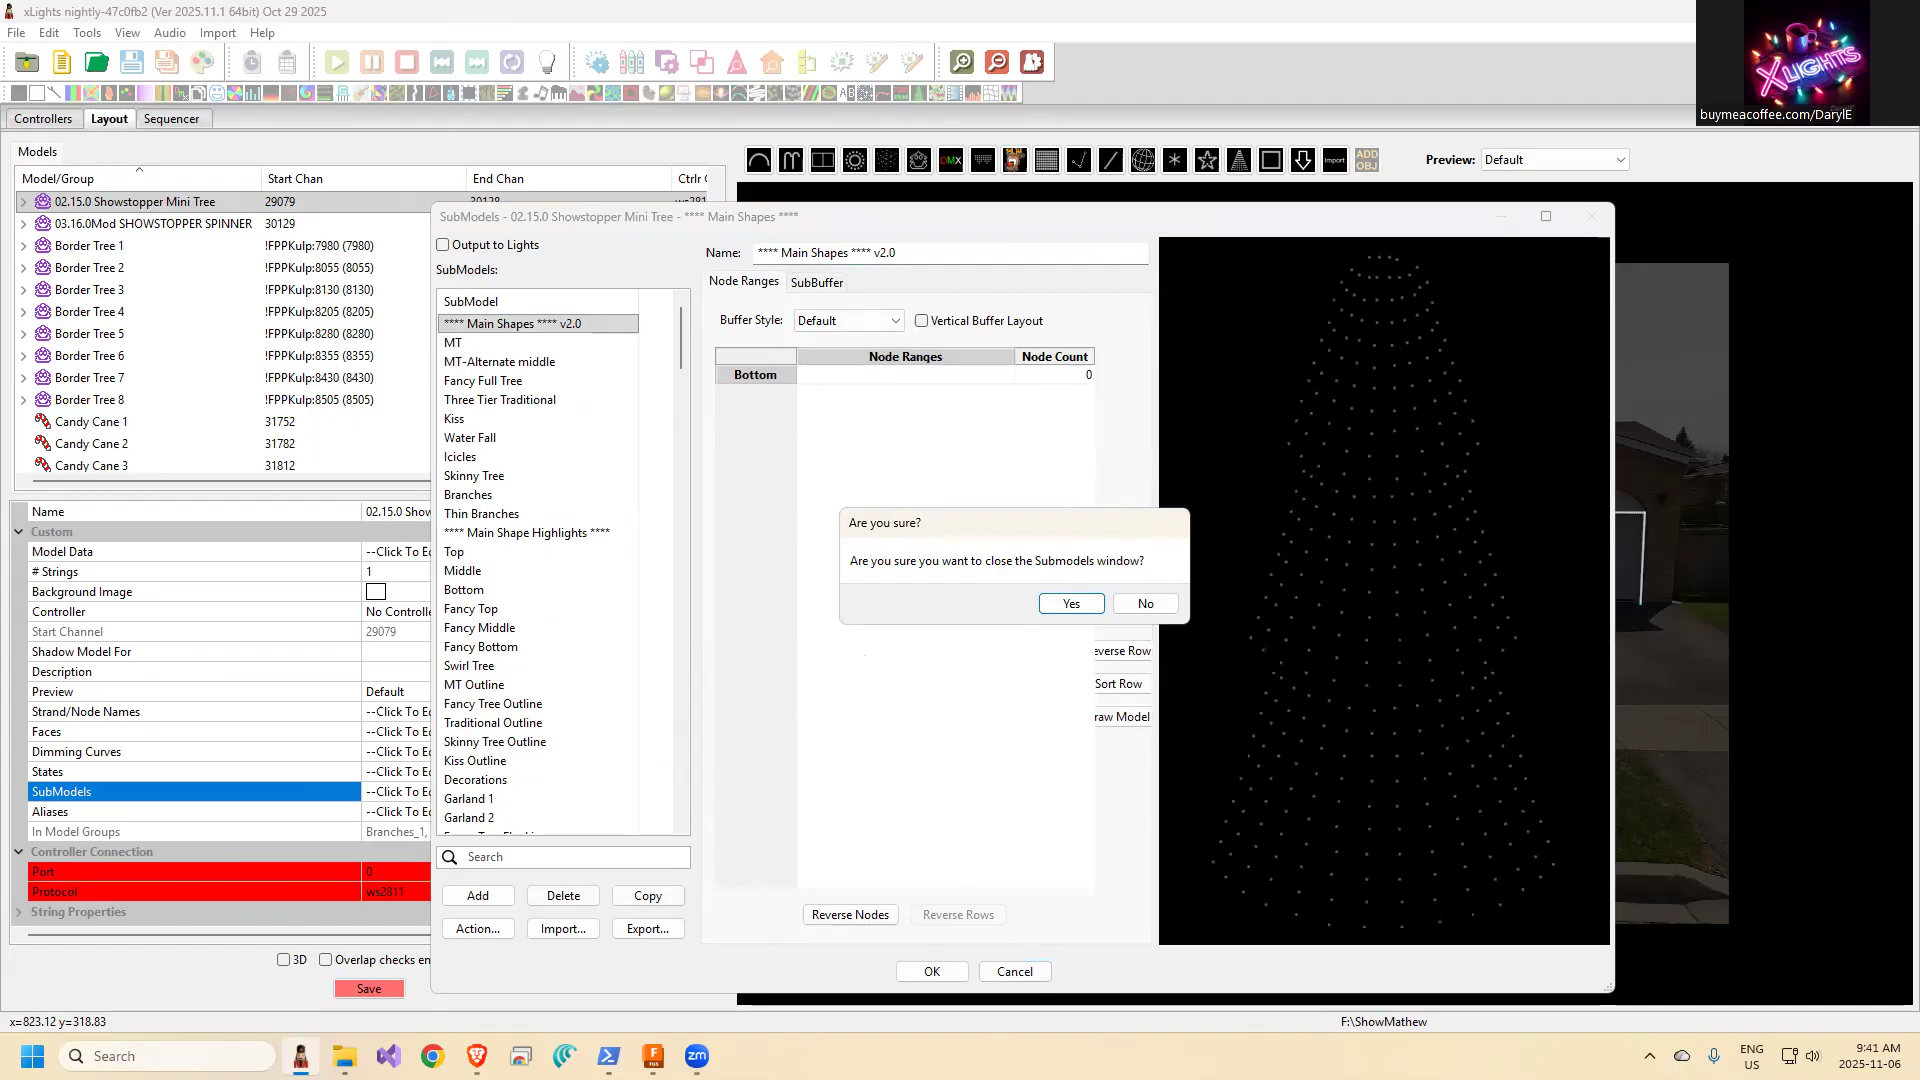 xLights nightly-47c0fb2 (Ver 2025.11.1 64bit) Oct 29 2025
File Edit Tools View Audio Import Help
XLIGHTS
buymeacoffee.com/DarylE
Controllers Layout Sequencer
Models
Model/Group Start Chan End Chan Ctrlr
02.15.0 Showstopper Mini Tree 29079 30128
03.16.0Mod SHOWSTOPPER SPINNER 30129
Border Tree 1 !FPPKulp:7980 (7980)
Border Tree 2 !FPPKulp:8055 (8055)
Border Tree 3 !FPPKulp:8130 (8130)
Border Tree 4 !FPPKulp:8205 (8205)
Border Tree 5 !FPPKulp:8280 (8280)
Border Tree 6 !FPPKulp:8355 (8355)
Border Tree 7 !FPPKulp:8430 (8430)
Border Tree 8 !FPPKulp:8505 (8505)
Candy Cane 1 31752
Candy Cane 2 31782
Candy Cane 3 31812
DMX
Import
ADD OBJ
Preview: Default
Name 02.15.0 Show
Custom
Model Data --Click To E
# Strings 1
Background Image
Controller No Controlle
Start Channel 29079
Shadow Model For
Description
Preview Default
Strand/Node Names --Click To E
Faces --Click To E
Dimming Curves --Click To E
States --Click To E
SubModels --Click To E
Aliases --Click To E
In Model Groups Branches_1,
Controller Connection
Port 0
Protocol ws2811
String Properties
3D Overlap checks en
Save
SubModels - 02.15.0 Showstopper Mini Tree - **** Main Shapes ****
Output to Lights
SubModels:
SubModel
**** Main Shapes **** v2.0
MT
MT-Alternate middle
Fancy Full Tree
Three Tier Traditional
Kiss
Water Fall
Icicles
Skinny Tree
Branches
Thin Branches
**** Main Shape Highlights ****
Top
Middle
Bottom
Fancy Top
Fancy Middle
Fancy Bottom
Swirl Tree
MT Outline
Fancy Tree Outline
Traditional Outline
Skinny Tree Outline
Kiss Outline
Decorations
Garland 1
Garland 2
Search
Add Delete Copy
Action... Import... Export...
Name: **** Main Shapes **** v2.0
Node Ranges SubBuffer
Buffer Style: Default Vertical Buffer Layout
Node Ranges Node Count
Bottom 0
everse Row
Sort Row
raw Model
Reverse Nodes Reverse Rows
OK Cancel
Are you sure?
Are you sure you want to close the Submodels window?
Yes No
x=823.12 y=318.83 F:\ShowMathew
Search
zm
ENG
US
9:41 AM
2025-11-06